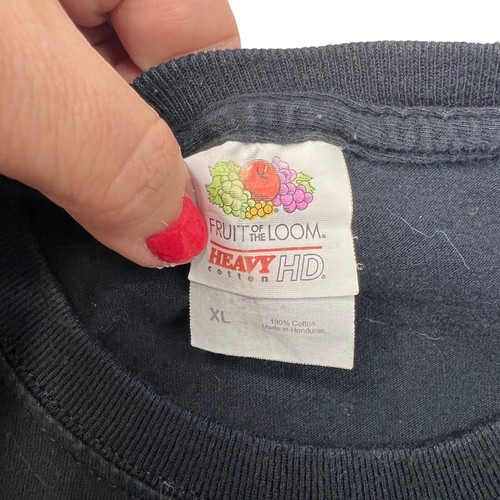 FRUIT OF THE LOOM®
HEAVY
cotton HD®
XL
100% Cotton
Made in Honduras